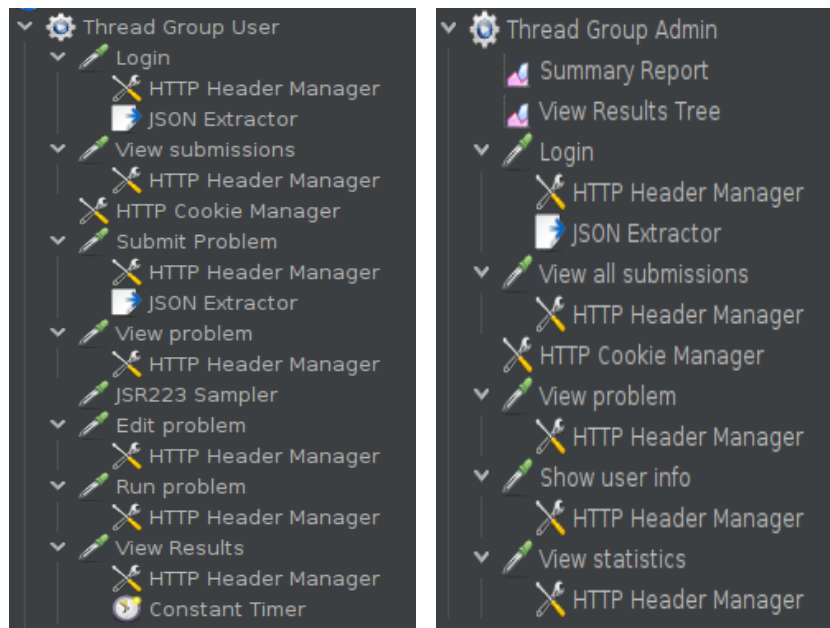 Thread Group User
Login
HTTP Header Manager
JSON Extractor
View submissions
HTTP Header Manager
HTTP Cookie Manager
Submit Problem
HTTP Header Manager
JSON Extractor
View problem
HTTP Header Manager
JSR223 Sampler
Edit problem
HTTP Header Manager
Run problem
HTTP Header Manager
View Results
HTTP Header Manager
Constant Timer
Thread Group Admin
Summary Report
View Results Tree
Login
HTTP Header Manager
JSON Extractor
View all submissions
HTTP Header Manager
HTTP Cookie Manager
View problem
HTTP Header Manager
Show user info
HTTP Header Manager
View statistics
HTTP Header Manager